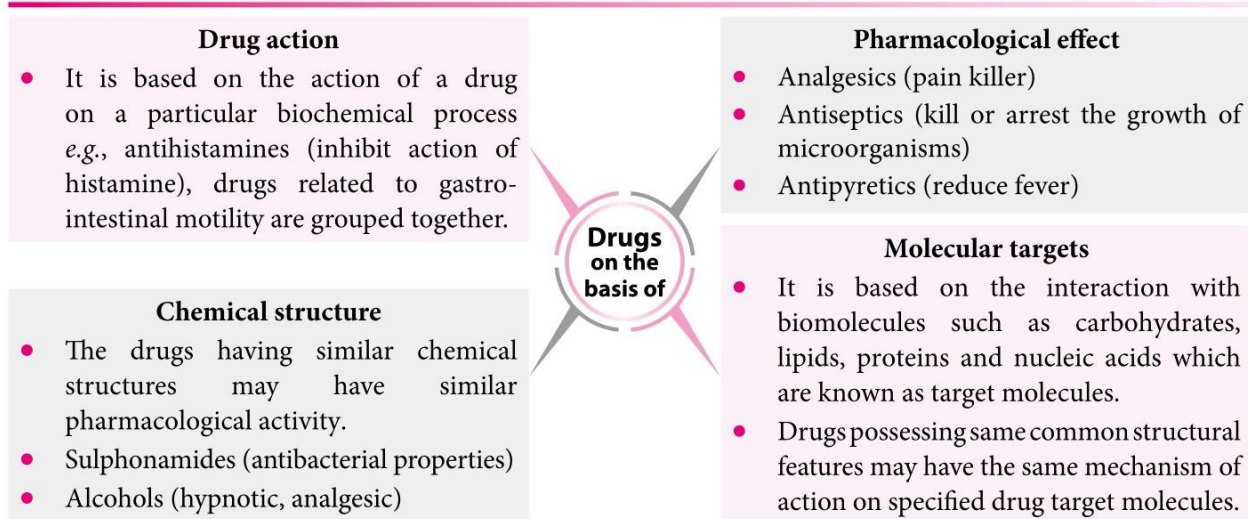 Drug action
• It is based on the action of a drug
on a particular biochemical process
e.g., antihistamines (inhibit action of
histamine), drugs related to gastro-
intestinal motility are grouped together.
Pharmacological effect
• Analgesics (pain killer)
• Antiseptics (kill or arrest the growth of
microorganisms)
• Antipyretics (reduce fever)
Drugs
on the
basis of
Chemical structure
• The drugs having similar chemical
structures may have similar
pharmacological activity.
• Sulphonamides (antibacterial properties)
• Alcohols (hypnotic, analgesic)
Molecular targets
• It is based on the interaction with
biomolecules such as carbohydrates,
lipids, proteins and nucleic acids which
are known as target molecules.
• Drugs possessing same common structural
features may have the same mechanism of
action on specified drug target molecules.